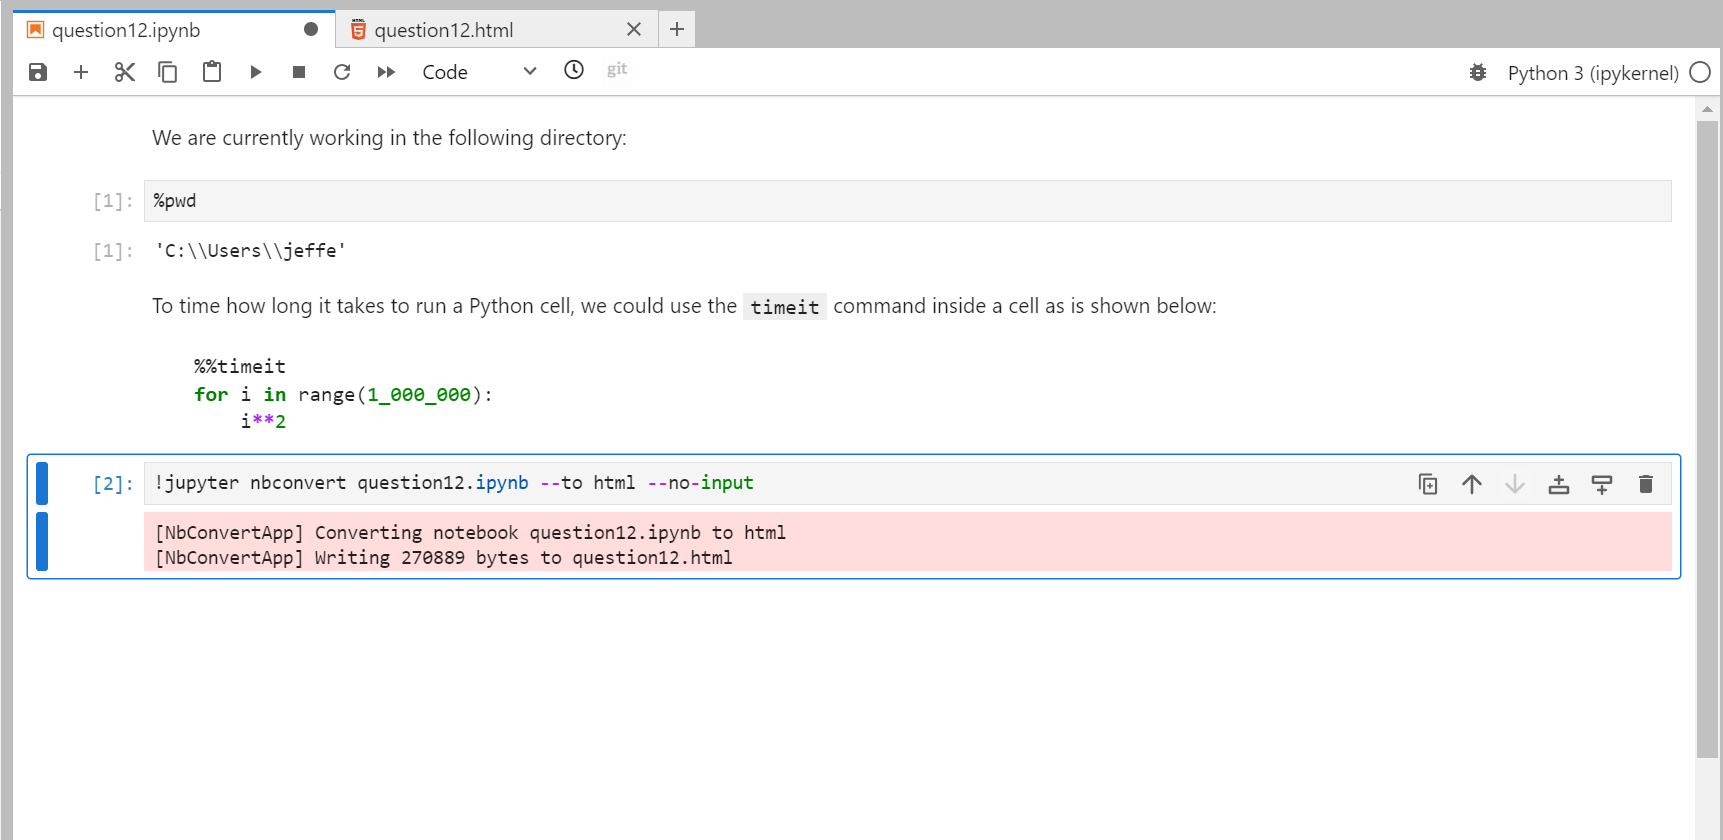 question12.ipynb
question12.html
Code
git
Python 3 (ipykernel)
We are currently working in the following directory:
[1]: %pwd
[1]: 'C:\\Users\\jeffe'
To time how long it takes to run a Python cell, we could use the timeit command inside a cell as is shown below:
%%timeit
for i in range(1_000_000):
    i**2
[2]: !jupyter nbconvert question12.ipynb --to html --no-input
[NbConvertApp] Converting notebook question12.ipynb to html
[NbConvertApp] Writing 270889 bytes to question12.html